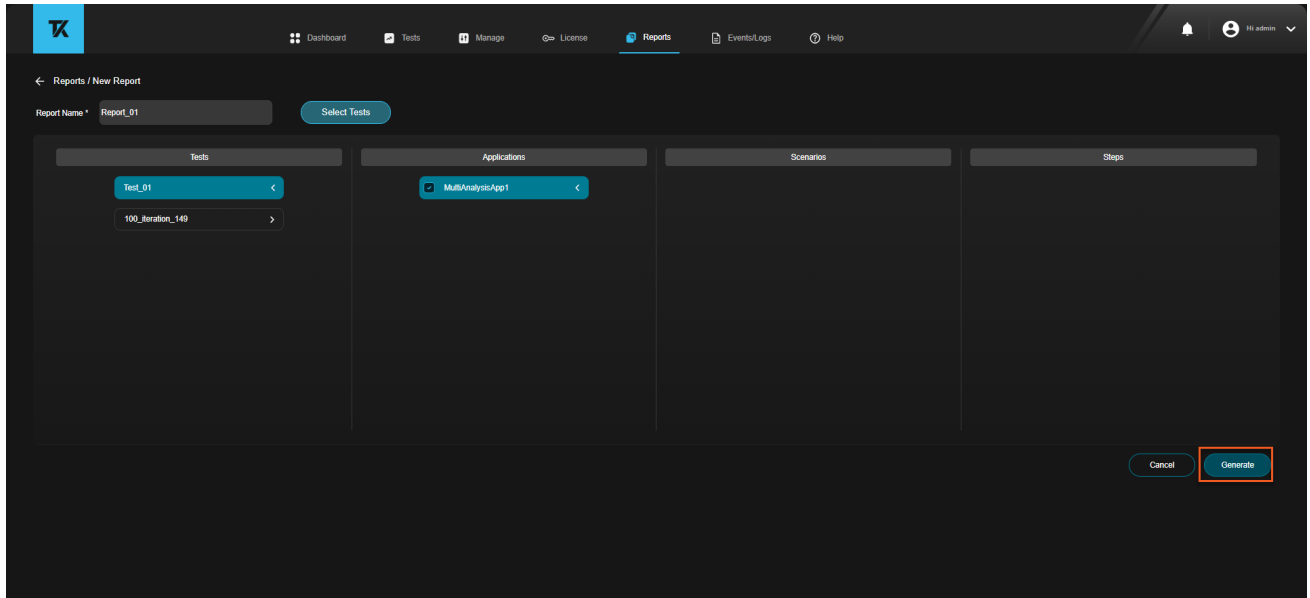 TK
Dashboard Tests Manage License Reports Events/Logs Help Hi admin
Reports / New Report
Report Name * Report_01 Select Tests
Tests Applications Scenarios Steps
Test_01 MultiAnalysisApp1
100_iteration_149
Cancel Generate